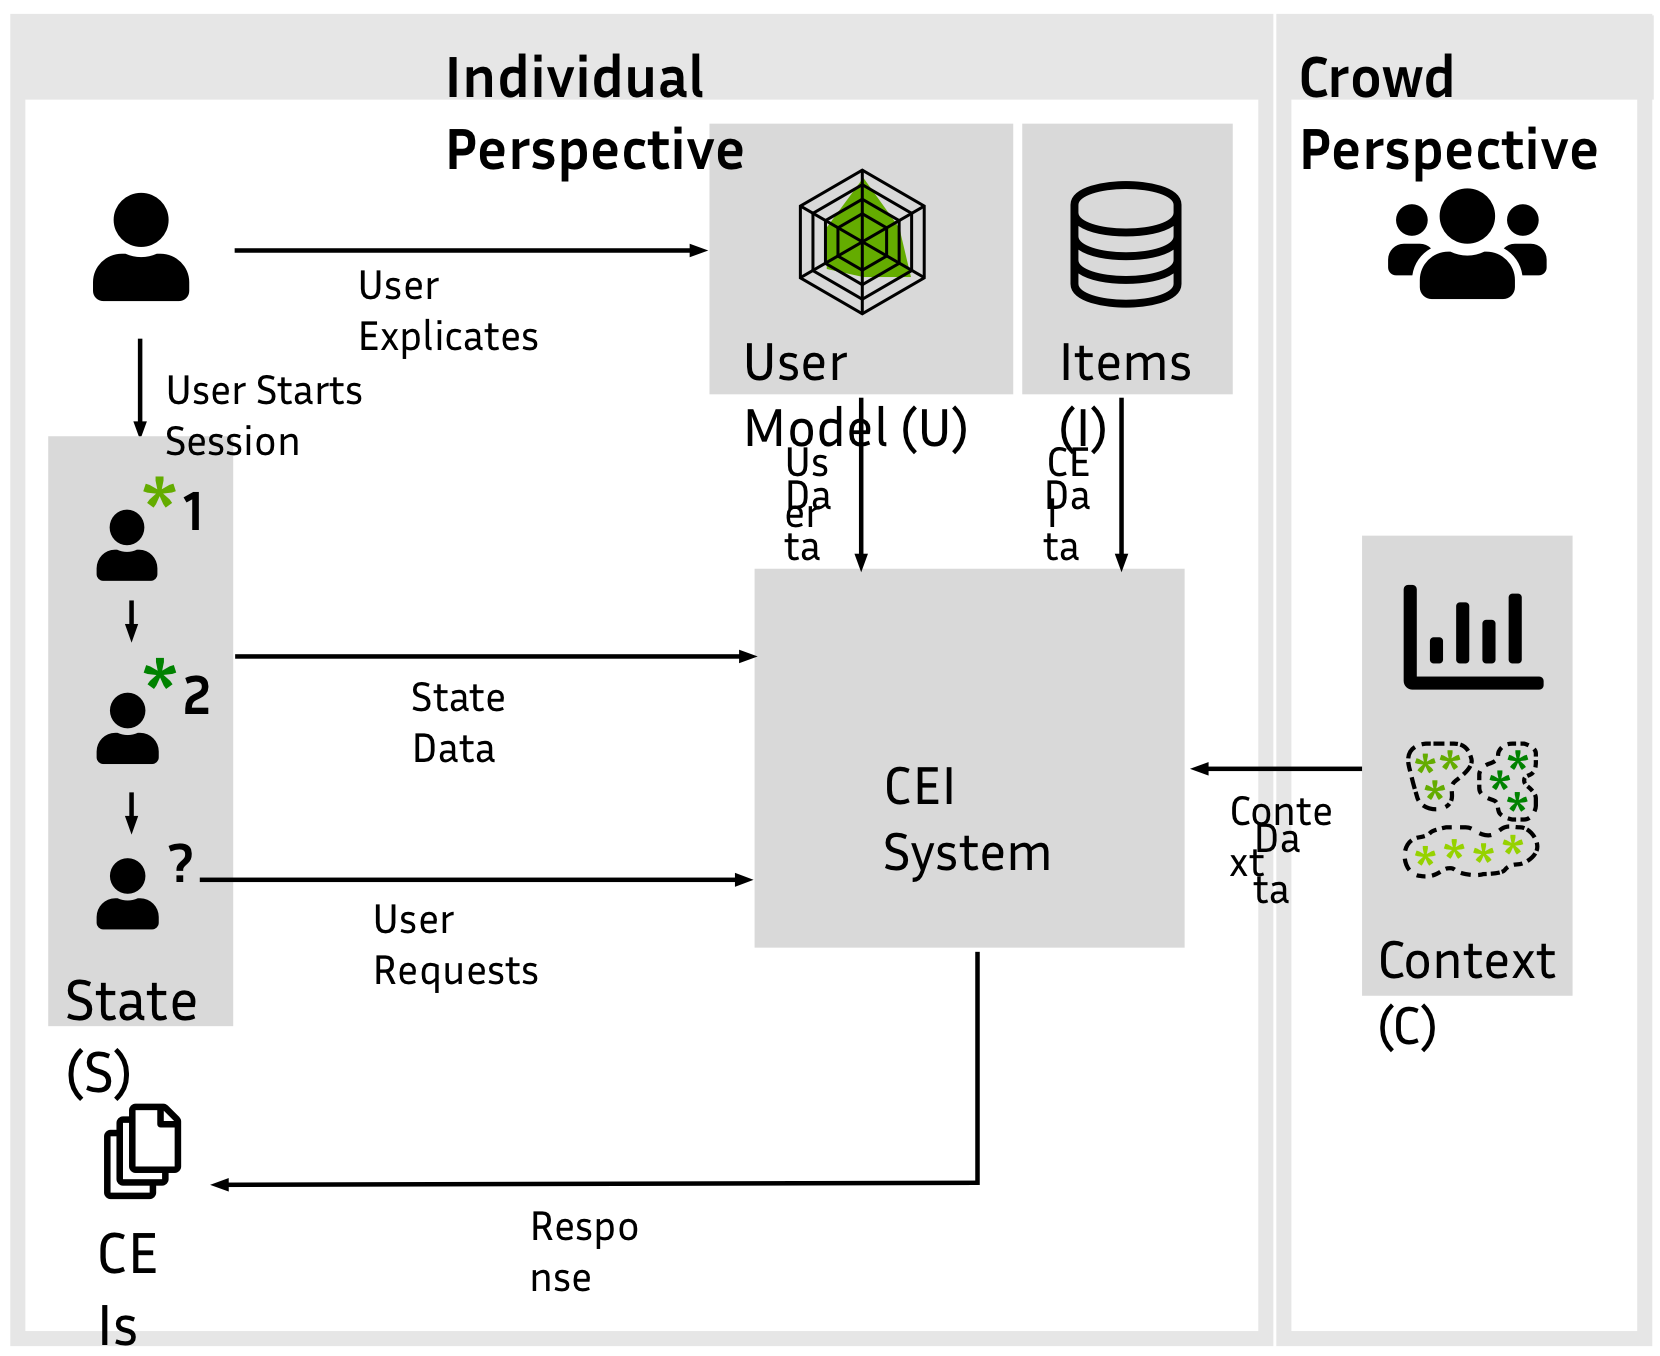 Individual
Perspective
Crowd
Perspective
User
Explicates
User
Model (U)
Items
(I)
User Starts
Session
Us
er
Da
ta
CE
I
Da
ta
*1
*2
?
State
(S)
State
Data
User
Requests
CEI
System
Conte
xt
Da
ta
* * *
* * *
* * * *
Context
(C)
Respo
nse
CE
Is